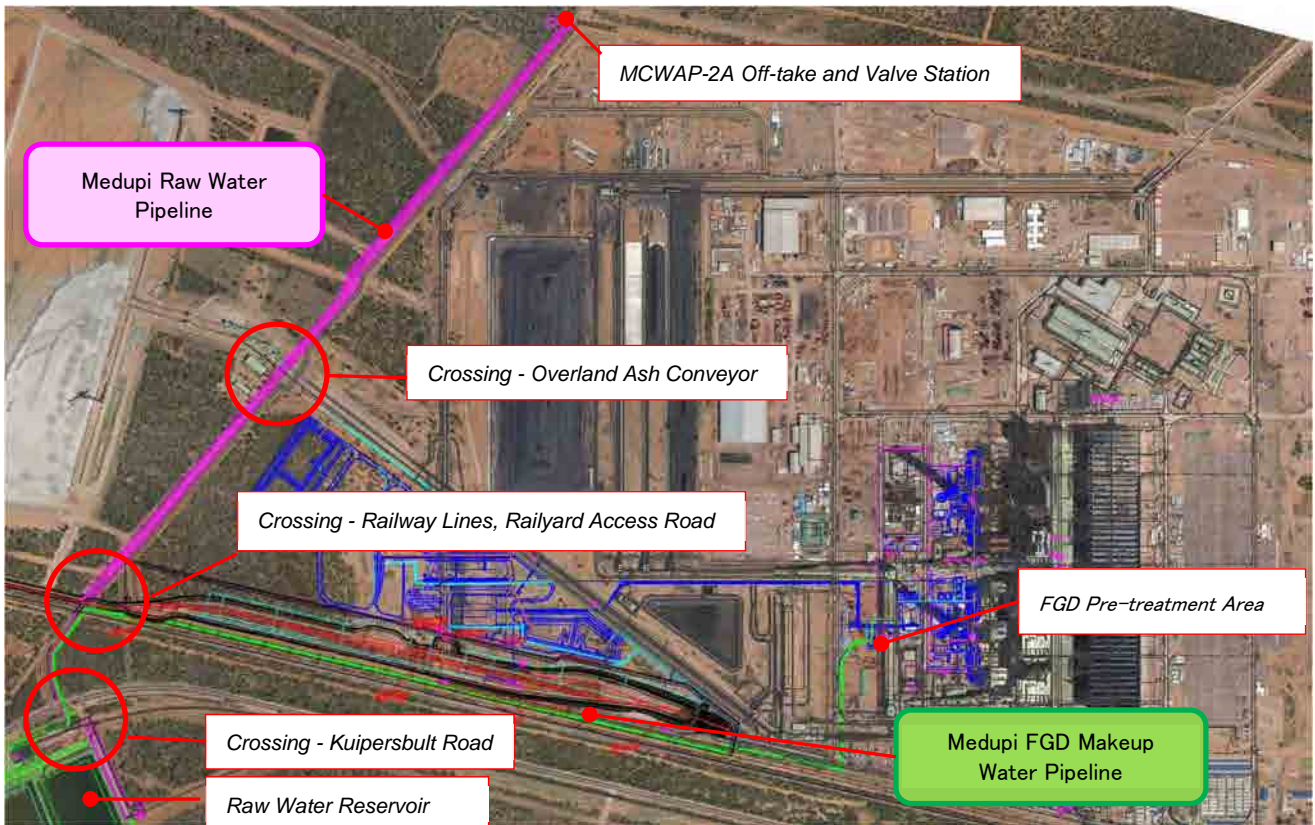 MCWAP-2A Off-take and Valve Station
Medupi Raw Water
Pipeline
Crossing - Overland Ash Conveyor
Crossing - Railway Lines, Railyard Access Road
FGD Pre-treatment Area
Crossing - Kuipersbult Road
Medupi FGD Makeup
Water Pipeline
Raw Water Reservoir